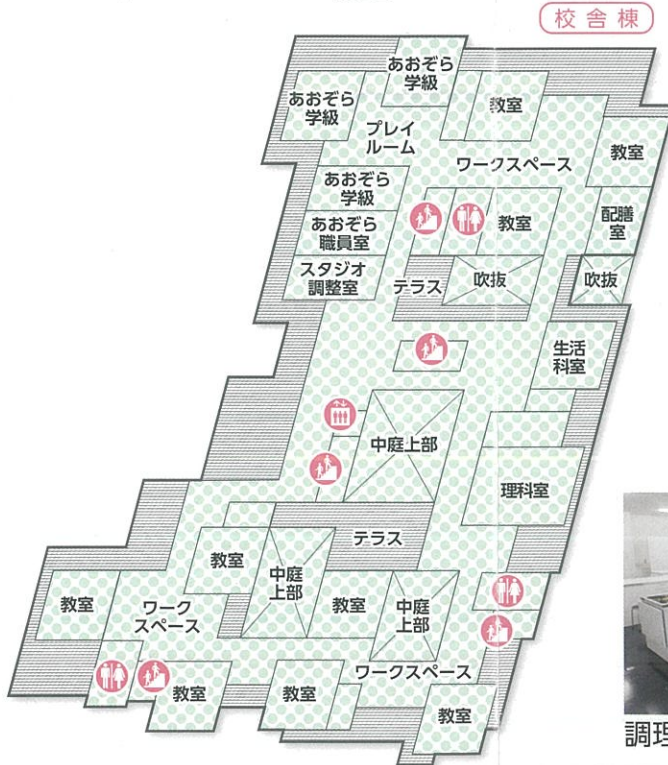 校舎棟
あおぞら
学級
あおぞら
学級
教室
プレイ
ルーム
ワークスペース
教室
あおぞら
学級
あおぞら
職員室
教室
配膳
室
スタジオ
調整室
テラス
吹抜
吹抜
生活
科室
中庭上部
理科室
テラス
教室
中庭
上部
教室
ワーク
スペース
教室
中庭
上部
ワークスペース
教室
教室
教室
調理